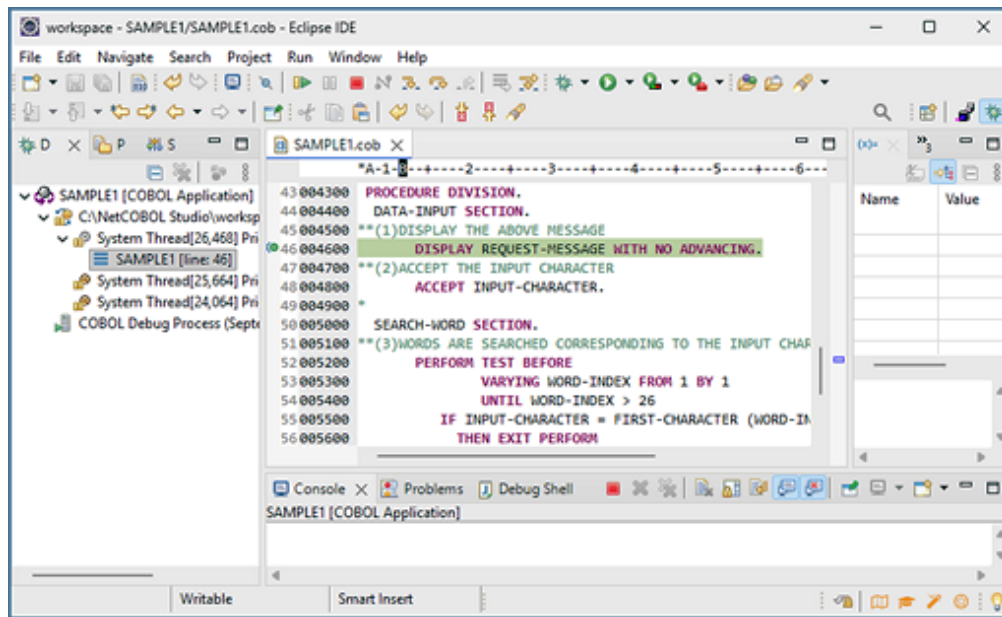 workspace - SAMPLE1/SAMPLE1.cob - Eclipse IDE
File Edit Navigate Search Project Run Window Help
D P S
SAMPLE1 [COBOL Application]
C:\NetCOBOL Studio\worksp
System Thread[26,468] Pri
SAMPLE1 [line: 46]
System Thread[25,664] Pri
System Thread[24,064] Pri
COBOL Debug Process (Septe
SAMPLE1.cob
*A-1-B--+----2----+----3----+----4----+----5----+----6---
43 004300 PROCEDURE DIVISION.
44 004400 DATA-INPUT SECTION.
45 004500 **(1)DISPLAY THE ABOVE MESSAGE
46 004600 DISPLAY REQUEST-MESSAGE WITH NO ADVANCING.
47 004700 **(2)ACCEPT THE INPUT CHARACTER
48 004800 ACCEPT INPUT-CHARACTER.
49 004900 *
50 005000 SEARCH-WORD SECTION.
51 005100 **(3)WORDS ARE SEARCHED CORRESPONDING TO THE INPUT CHAR
52 005200 PERFORM TEST BEFORE
53 005300 VARYING WORD-INDEX FROM 1 BY 1
54 005400 UNTIL WORD-INDEX > 26
55 005500 IF INPUT-CHARACTER = FIRST-CHARACTER (WORD-IN
56 005600 THEN EXIT PERFORM
(x)= »3
Name Value
Console Problems Debug Shell
SAMPLE1 [COBOL Application]
Writable Smart Insert